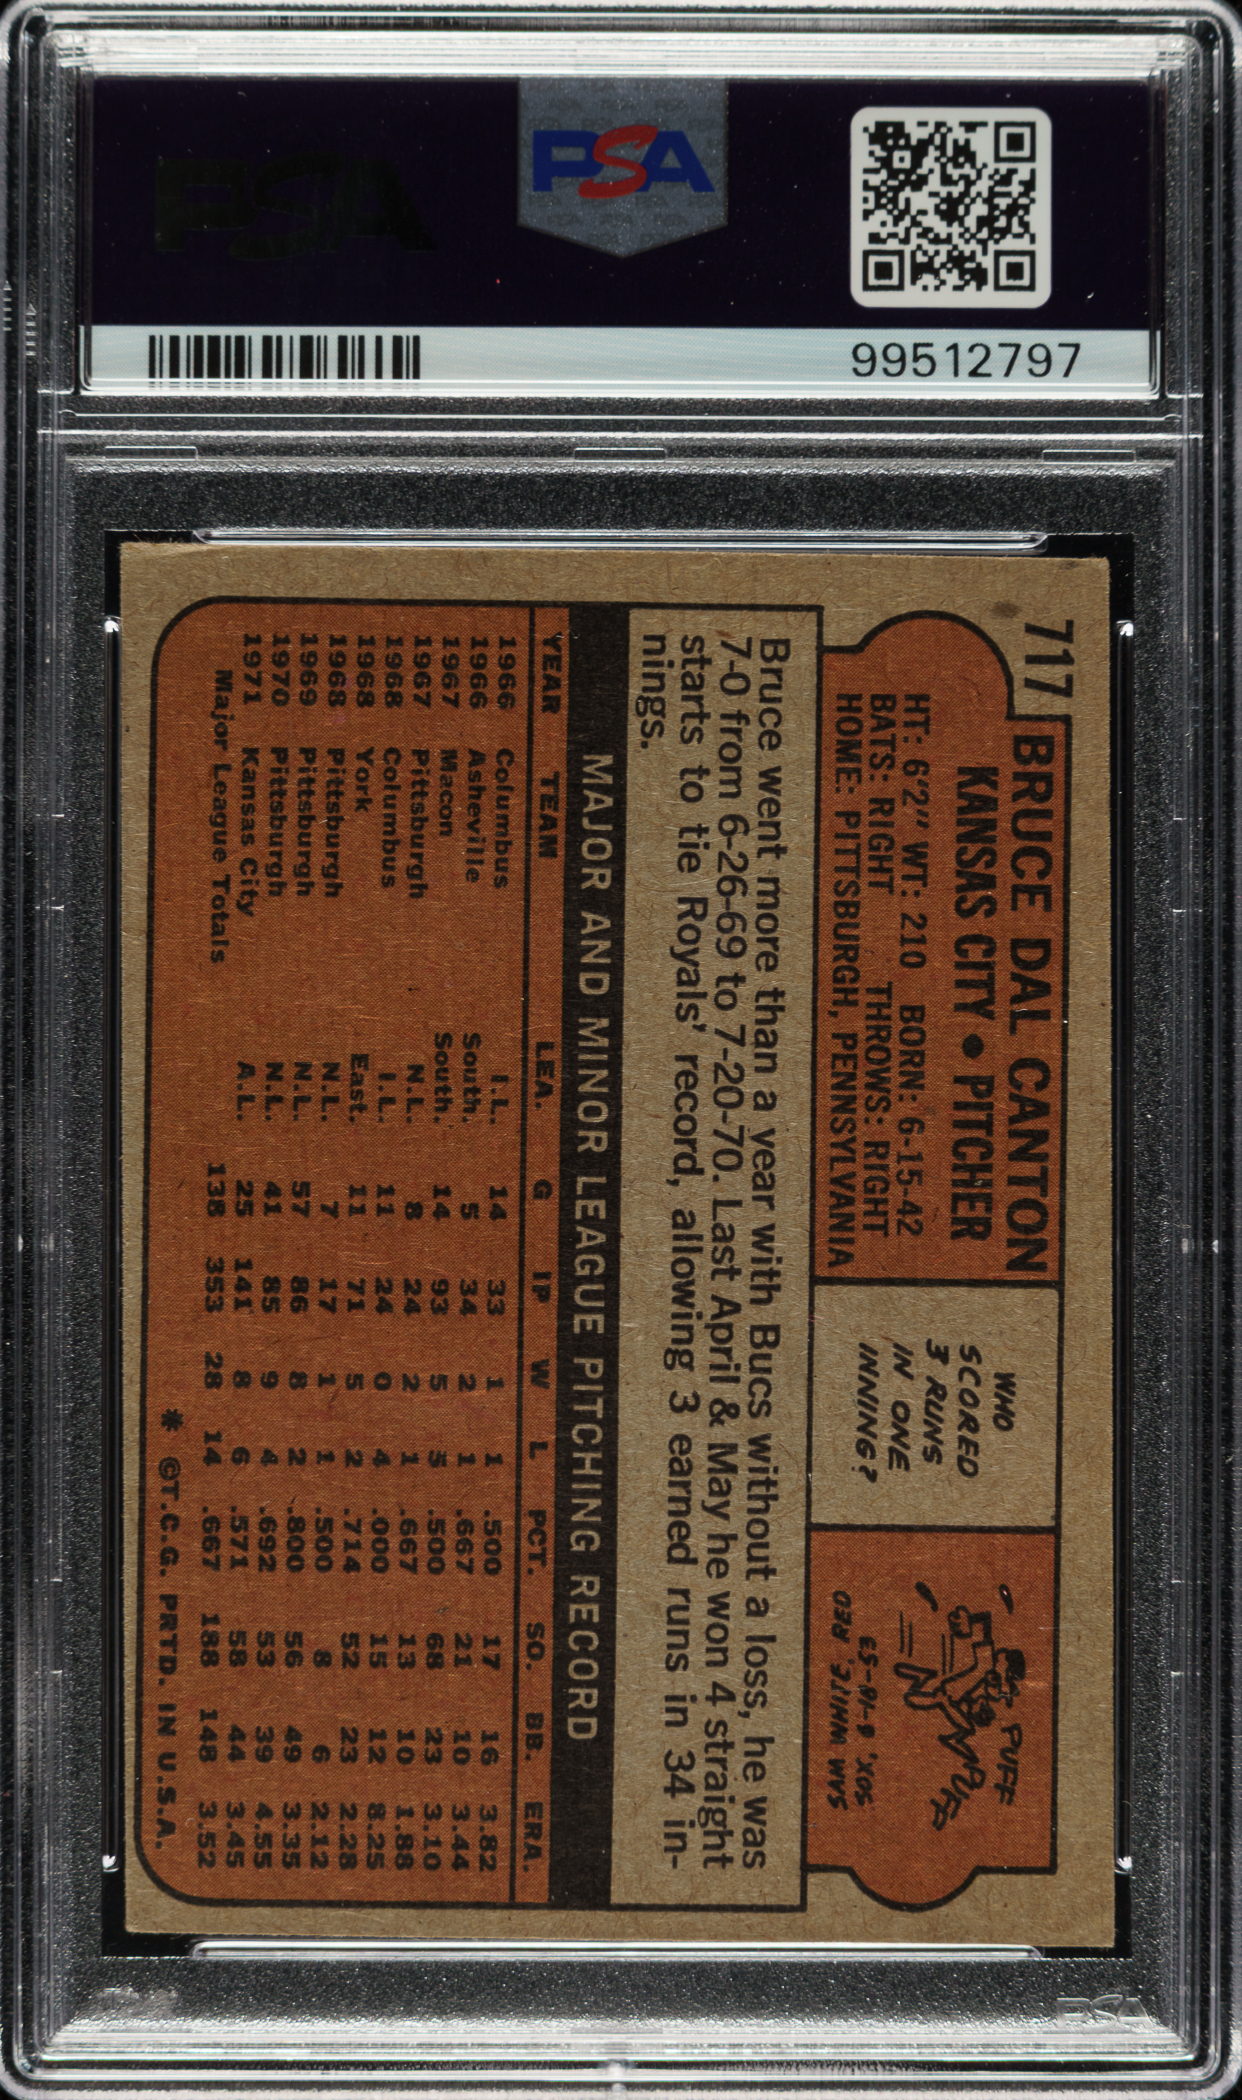 PSA
PSA
99512797
717
BRUCE DAL CANTON
KANSAS CITY • PITCHER
HT: 6'2" WT: 210 BORN: 6-15-42
BATS: RIGHT THROWS: RIGHT
HOME: PITTSBURGH, PENNSYLVANIA
WHO
SCORED
3 RUNS
IN ONE
INNING?
PUFF
PUFF
SAM WHITE, RED
SOX, 6-18-53
Bruce went more than a year with Bucs without a loss, he was
7-0 from 6-26-69 to 7-20-70. Last April & May he won 4 straight
starts to tie Royals' record, allowing 3 earned runs in 34 in-
nings.
MAJOR AND MINOR LEAGUE PITCHING RECORD
YEAR TEAM LEA. G IP W L PCT. SO. BB. ERA.
1966 Columbus I.L. 14 33 1 1 .500 17 16 3.82
1966 Asheville South. 5 34 2 1 .667 21 10 3.44
1967 Macon South. 14 93 5 5 .500 68 23 3.10
1967 Pittsburgh N.L. 8 24 2 1 .667 13 10 1.88
1968 Columbus I.L. 11 24 0 4 .000 15 12 8.25
1968 York East. 11 71 5 2 .714 52 23 2.28
1968 Pittsburgh N.L. 7 17 1 1 .500 8 6 2.12
1969 Pittsburgh N.L. 57 86 8 2 .800 56 49 3.35
1970 Pittsburgh N.L. 41 85 9 4 .692 53 39 4.55
1971 Kansas City A.L. 25 141 8 6 .571 58 44 3.45
Major League Totals 138 353 28 14 .667 188 148 3.52
* ©T.C.G. PRTD. IN U.S.A.
PSA